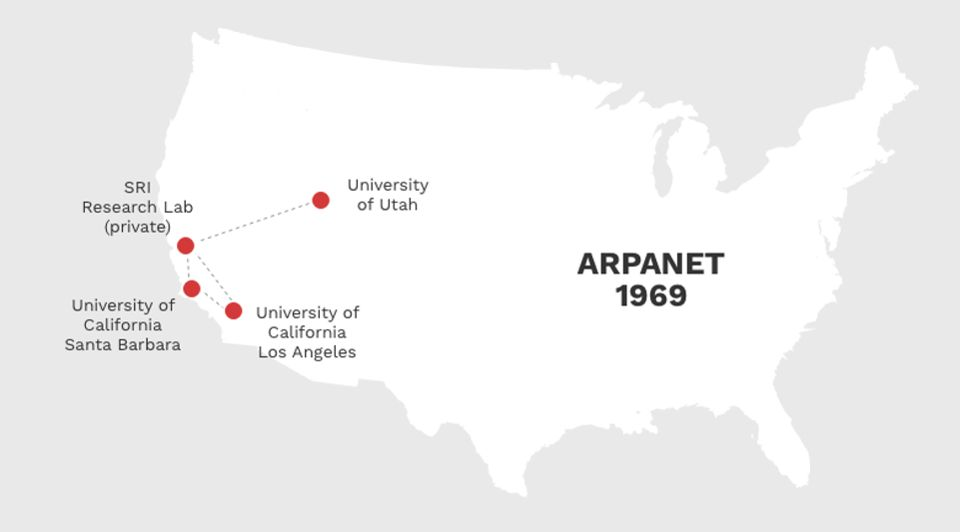 SRI
Research Lab
(private)
University
of Utah
ARPANET
1969
University of
California
Santa Barbara
University of
California
Los Angeles